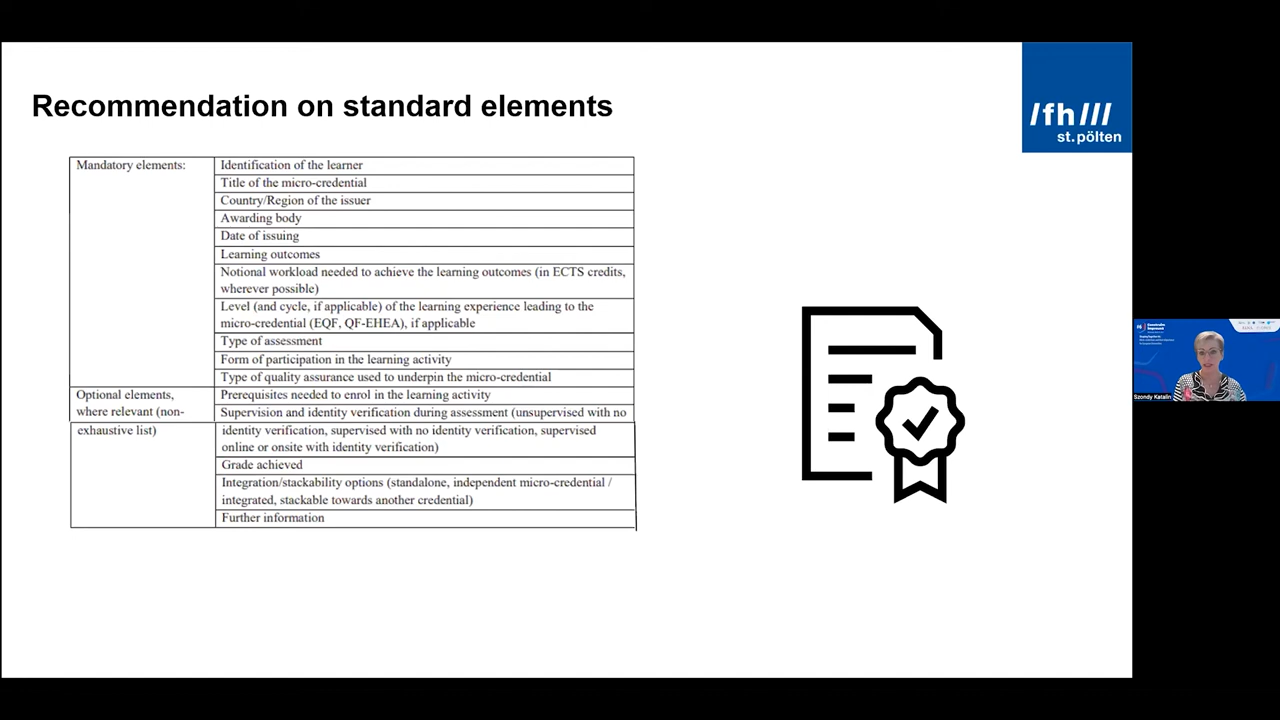 Recommendation on standard elements
/fh///
st.pölten
Mandatory elements:
Identification of the learner
Title of the micro-credential
Country/Region of the issuer
Awarding body
Date of issuing
Learning outcomes
Notional workload needed to achieve the learning outcomes (in ECTS credits,
wherever possible)
Level (and cycle, if applicable) of the learning experience leading to the
micro-credential (EQF, QF-EHEA), if applicable
Type of assessment
Form of participation in the learning activity
Type of quality assurance used to underpin the micro-credential
Optional elements,
where relevant (non-
exhaustive list)
Prerequisites needed to enrol in the learning activity
Supervision and identity verification during assessment (unsupervised with no
identity verification, supervised with no identity verification, supervised
online or onsite with identity verification)
Grade achieved
Integration/stackability options (standalone, independent micro-credential /
integrated, stackable towards another credential)
Further information
Szondy Katalin